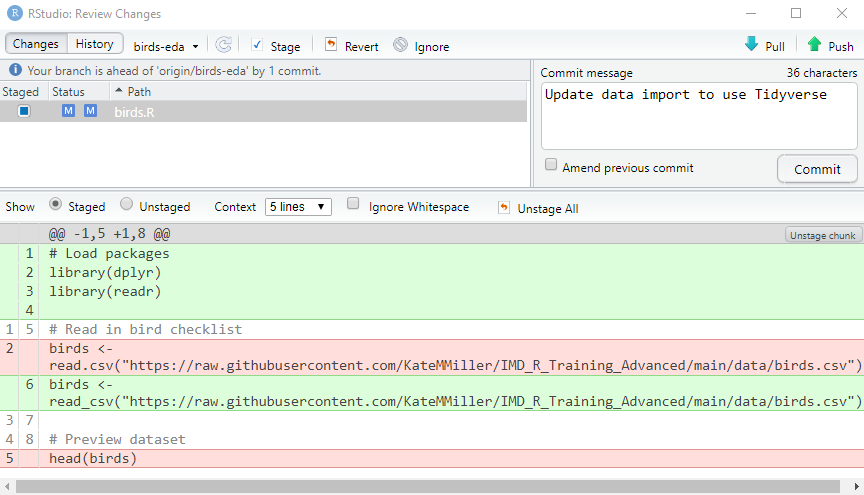 RStudio: Review Changes
Changes History birds-eda Stage Revert Ignore Pull Push
Your branch is ahead of 'origin/birds-eda' by 1 commit.
Staged Status Path
M M birds.R
Commit message 36 characters
Update data import to use Tidyverse
Amend previous commit Commit
Show Staged Unstaged Context 5 lines Ignore Whitespace Unstage All
@@ -1,5 +1,8 @@ Unstage chunk
1 # Load packages
2 library(dplyr)
3 library(readr)
4
1 5 # Read in bird checklist
2 birds <-
read.csv("https://raw.githubusercontent.com/KateMMiller/IMD_R_Training_Advanced/main/data/birds.csv")
6 birds <-
read_csv("https://raw.githubusercontent.com/KateMMiller/IMD_R_Training_Advanced/main/data/birds.csv")
3 7
4 8 # Preview dataset
5 head(birds)